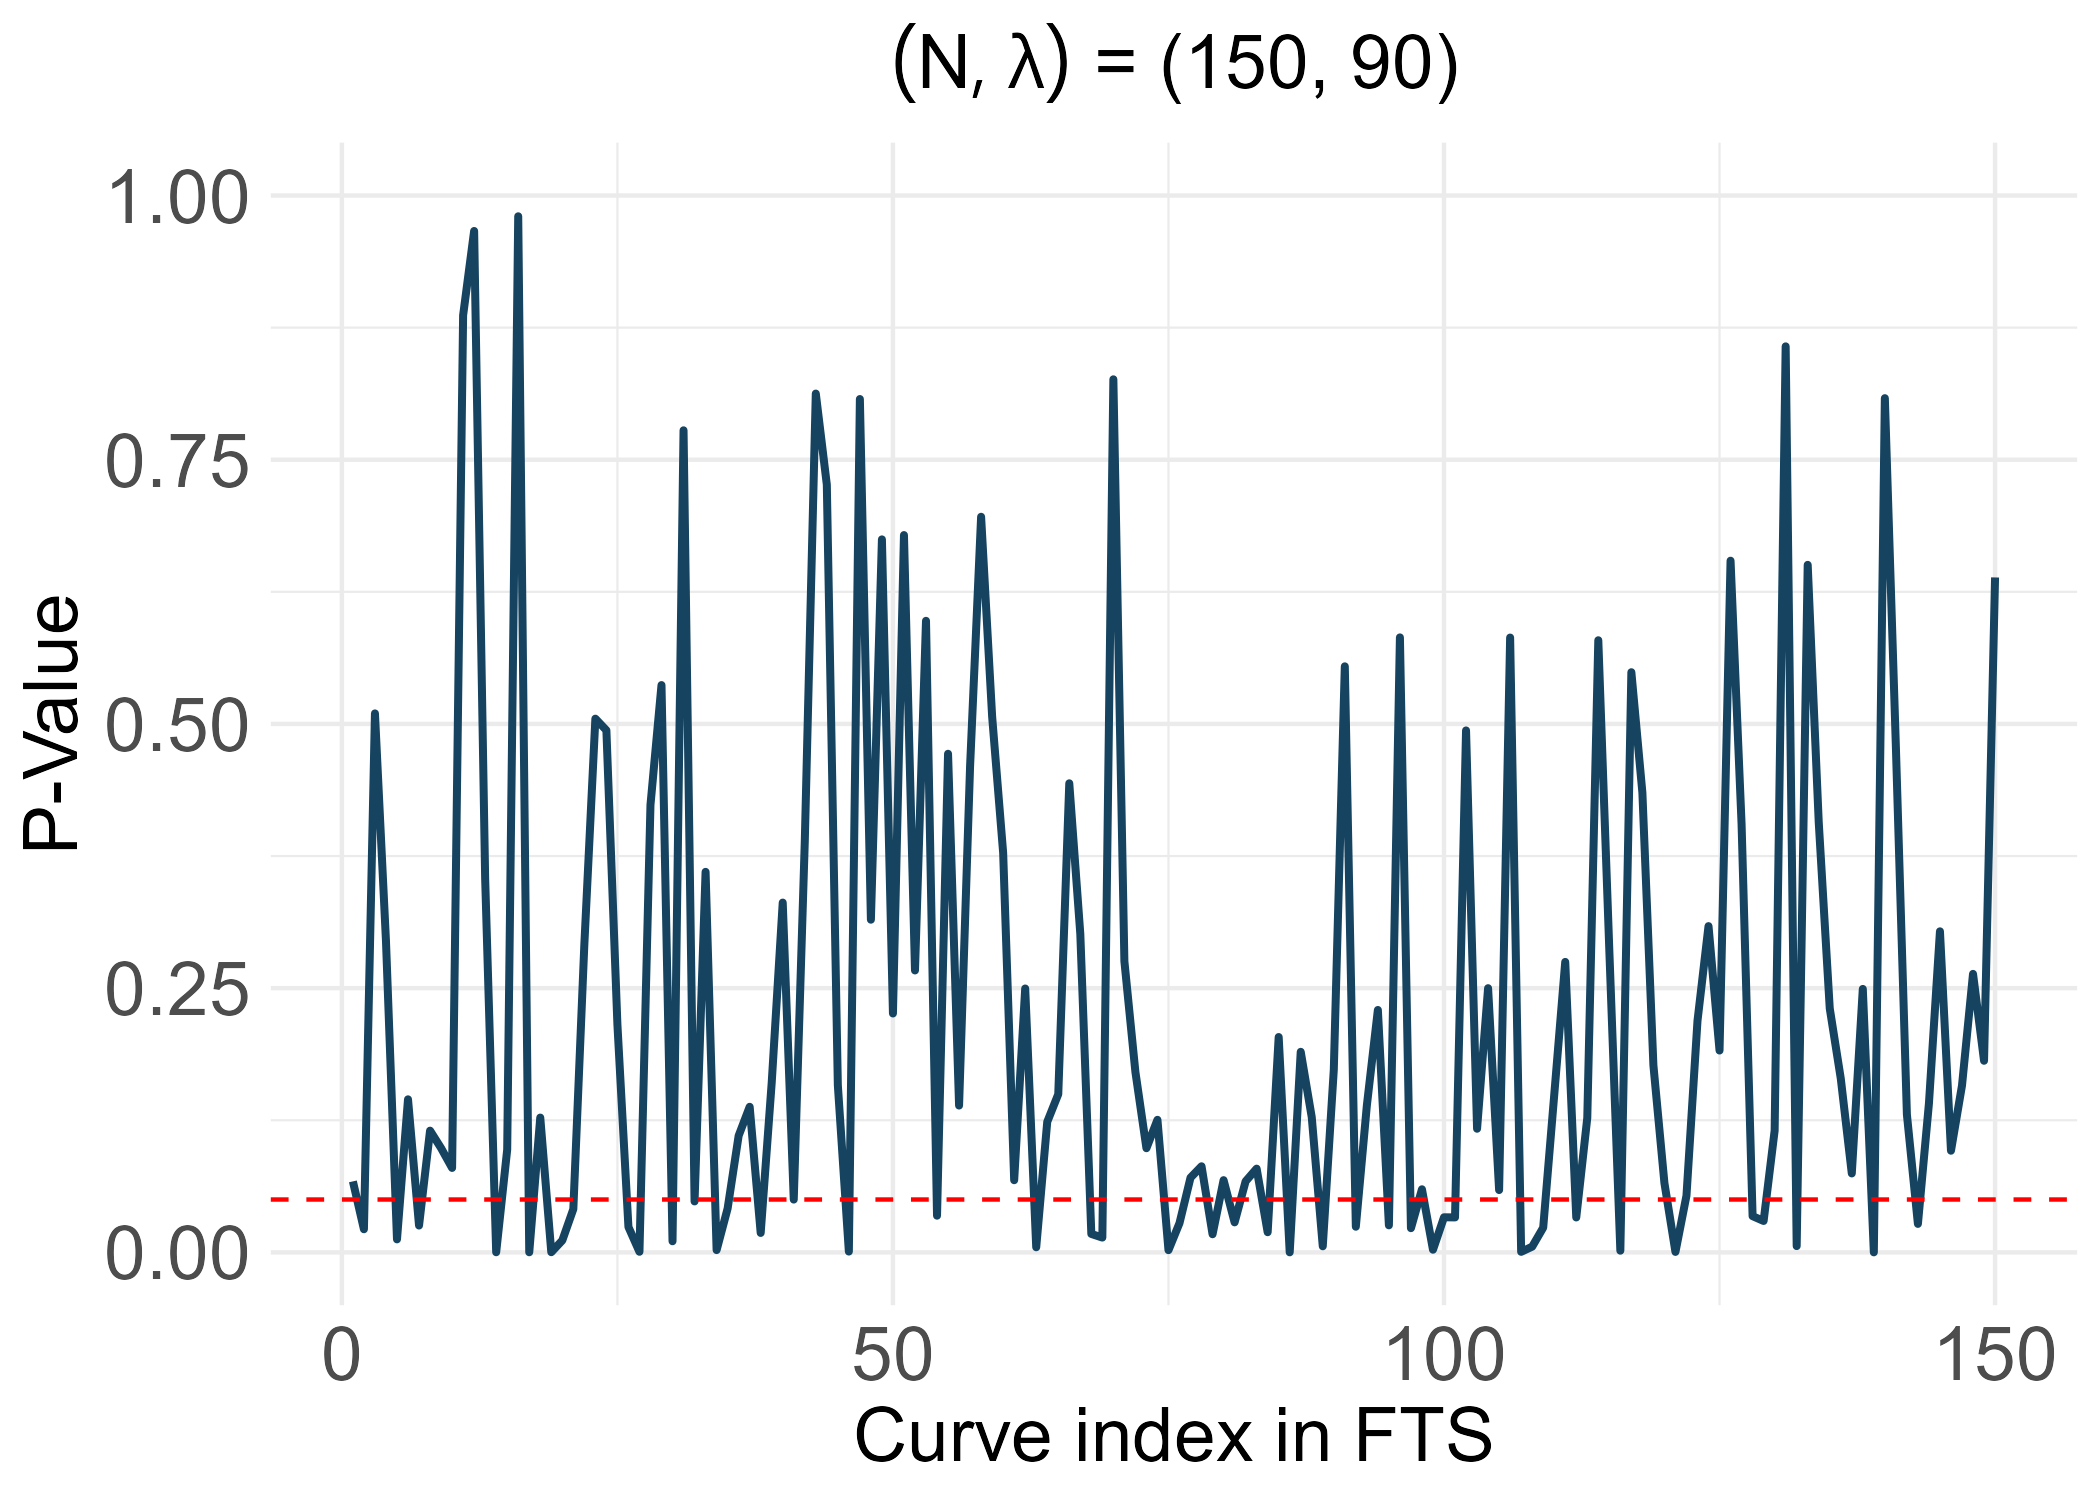 (N, λ) = (150, 90)
1.00
0.75
0.50
0.25
0.00
P-Value
0 50 100 150
Curve index in FTS